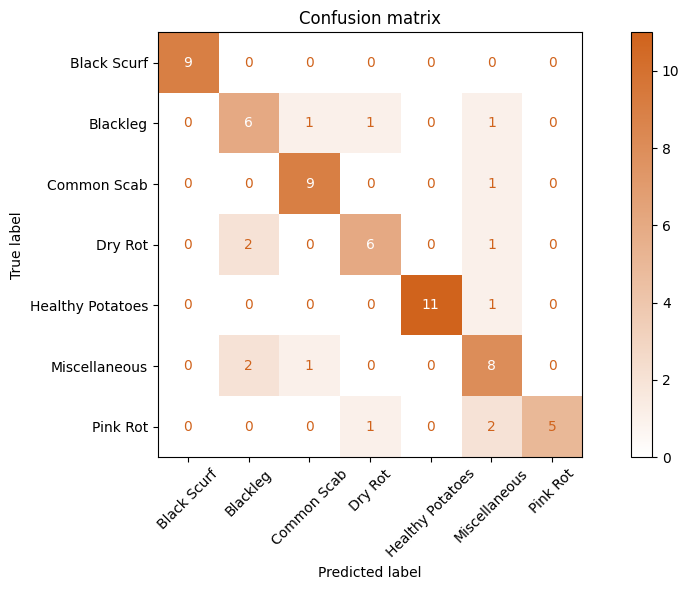 Confusion matrix
True label
Black Scurf 9 0 0 0 0 0 0
Blackleg 0 6 1 1 0 1 0
Common Scab 0 0 9 0 0 1 0
Dry Rot 0 2 0 6 0 1 0
Healthy Potatoes 0 0 0 0 11 1 0
Miscellaneous 0 2 1 0 0 8 0
Pink Rot 0 0 0 1 0 2 5
Black Scurf Blackleg Common Scab Dry Rot Healthy Potatoes Miscellaneous Pink Rot
Predicted label
10
8
6
4
2
0